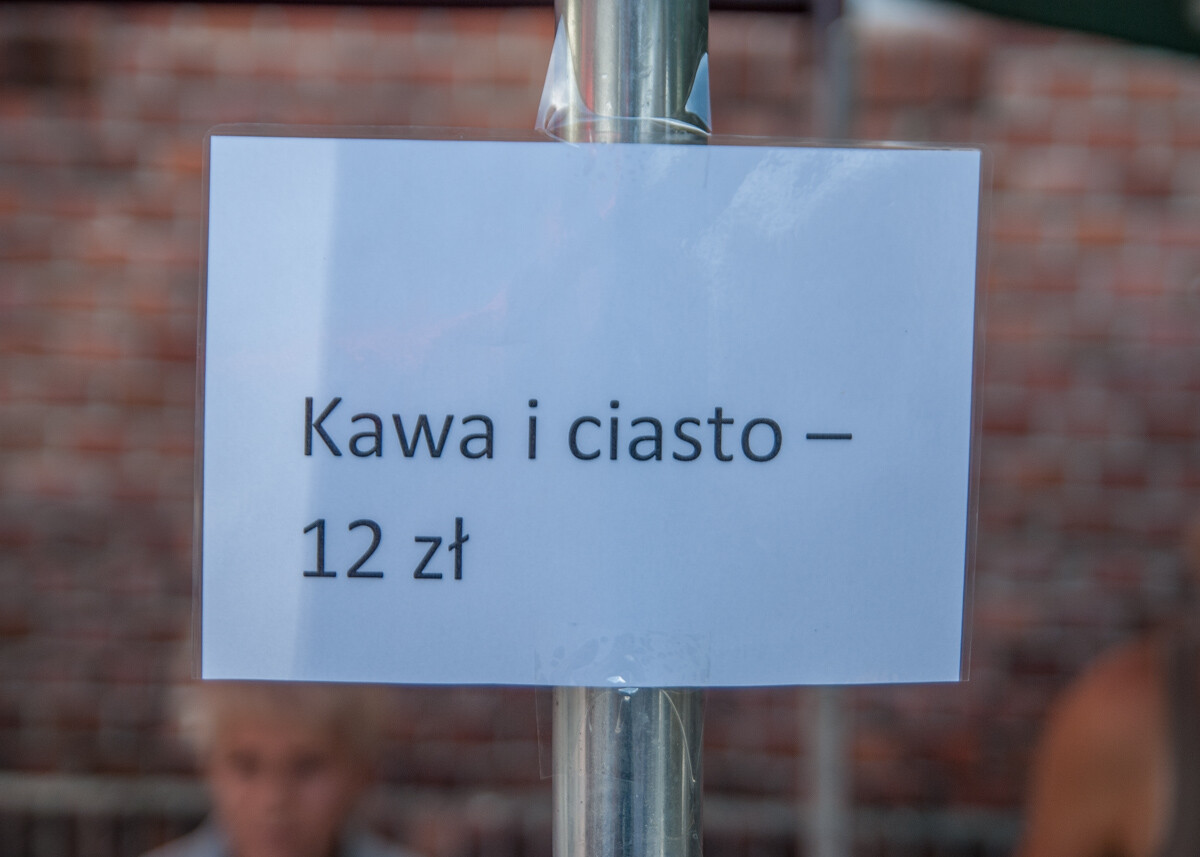 Kawa i ciasto –
12 zł